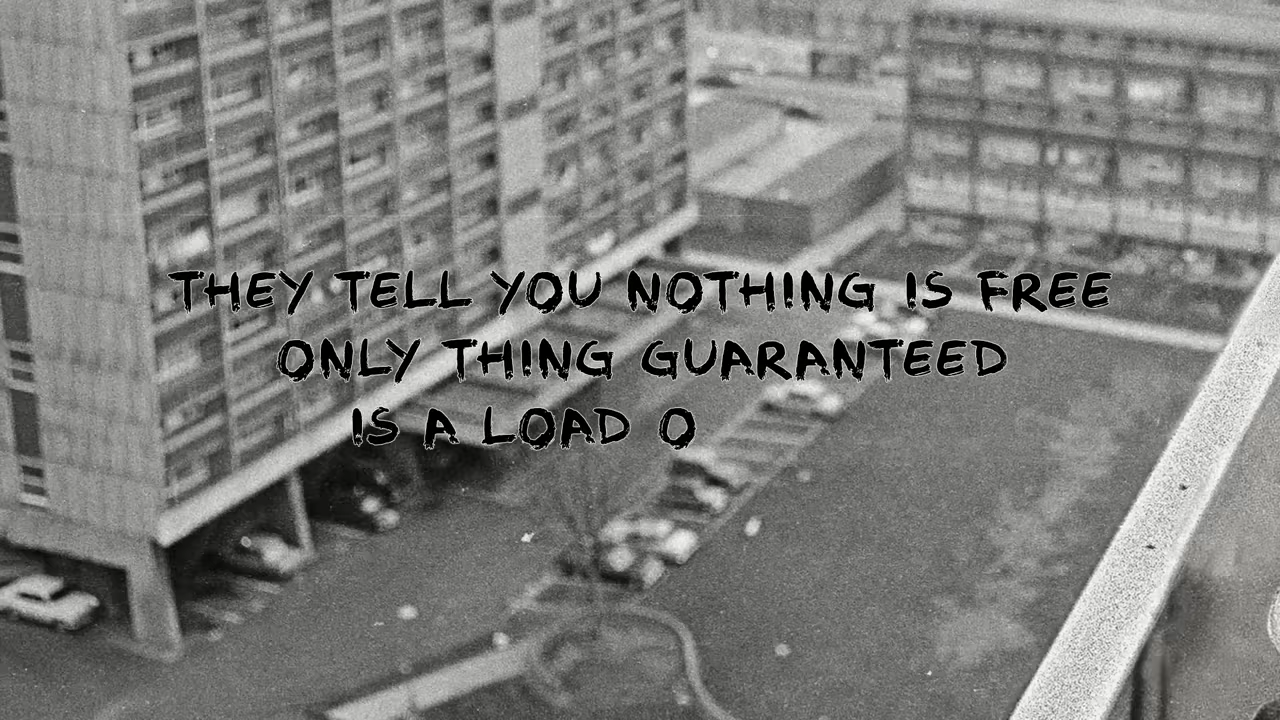 THEY TELL YOU NOTHING IS FREE
ONLY THING GUARANTEED
IS A LOAD O